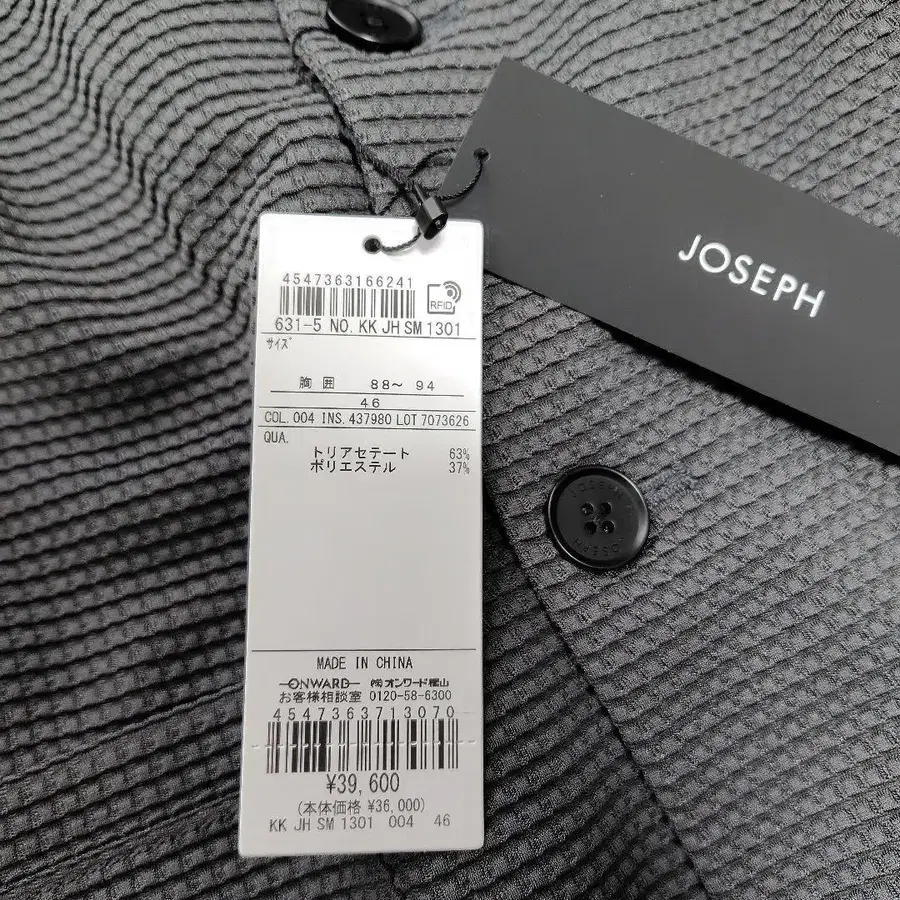 4547363166241
RFID
631-5 NO. KK JH SM 1301
ｻｲｽﾞ
胸 囲 88～ 94
46
COL. 004 INS. 437980 LOT 7073626
QUA.
トリアセテート 63%
ポリエステル 37%
MADE IN CHINA
ONWARD ㈱オンワード樫山
お客様相談室 0120-58-6300
4547363713070
¥39,600
(本体価格 ¥36,000)
KK JH SM 1301 004 46
JOSEPH
JOSEPH
JOSEPH